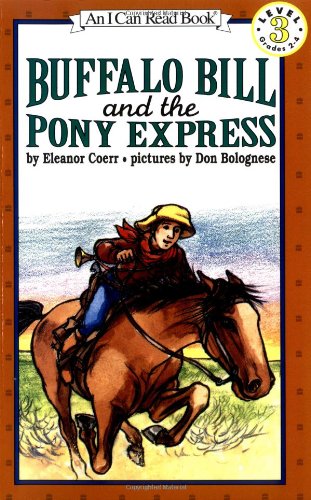 An I Can Read Book®
LEVEL
3
Grades 2-4
BUFFALO BILL
and the
PONY EXPRESS
by Eleanor Coerr • pictures by Don Bolognese